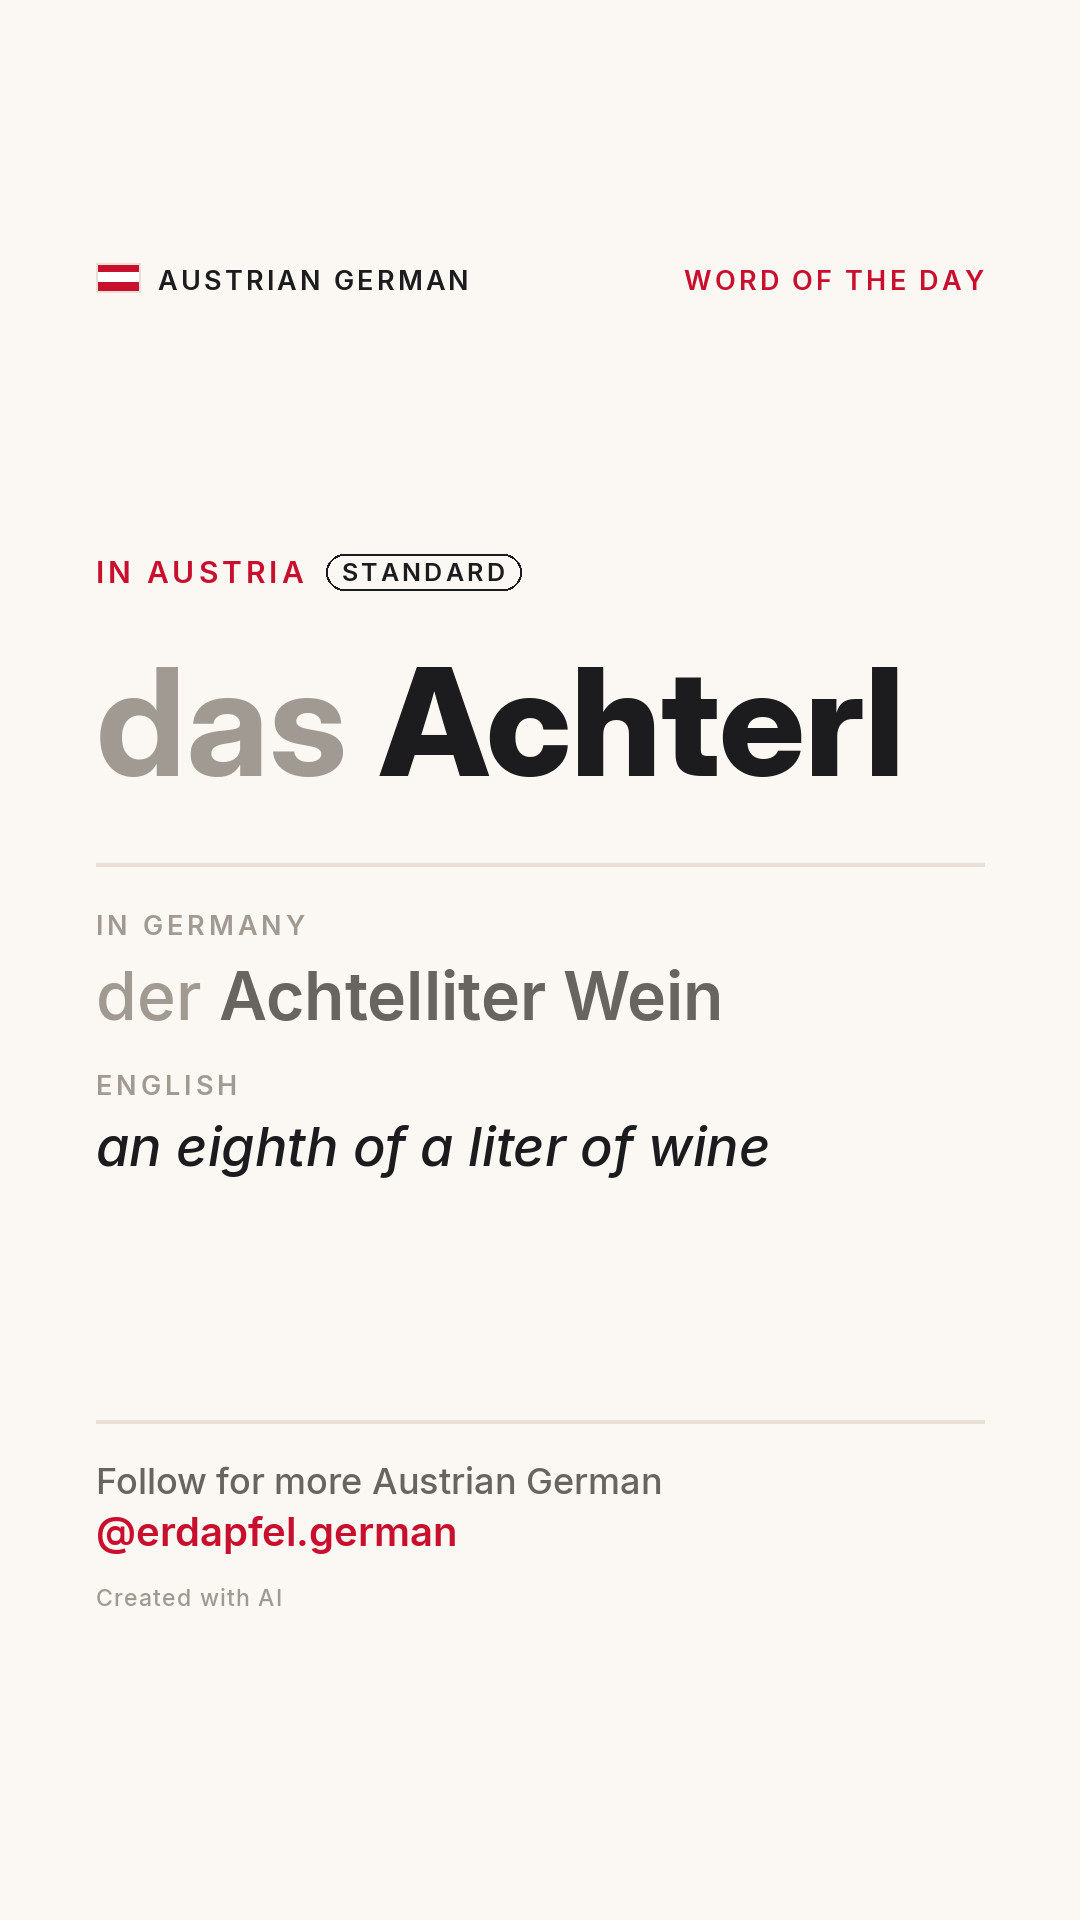 AUSTRIAN GERMAN
WORD OF THE DAY
IN AUSTRIA STANDARD
das Achterl
IN GERMANY
der Achtelliter Wein
ENGLISH
an eighth of a liter of wine
Follow for more Austrian German
@erdapfel.german
Created with AI